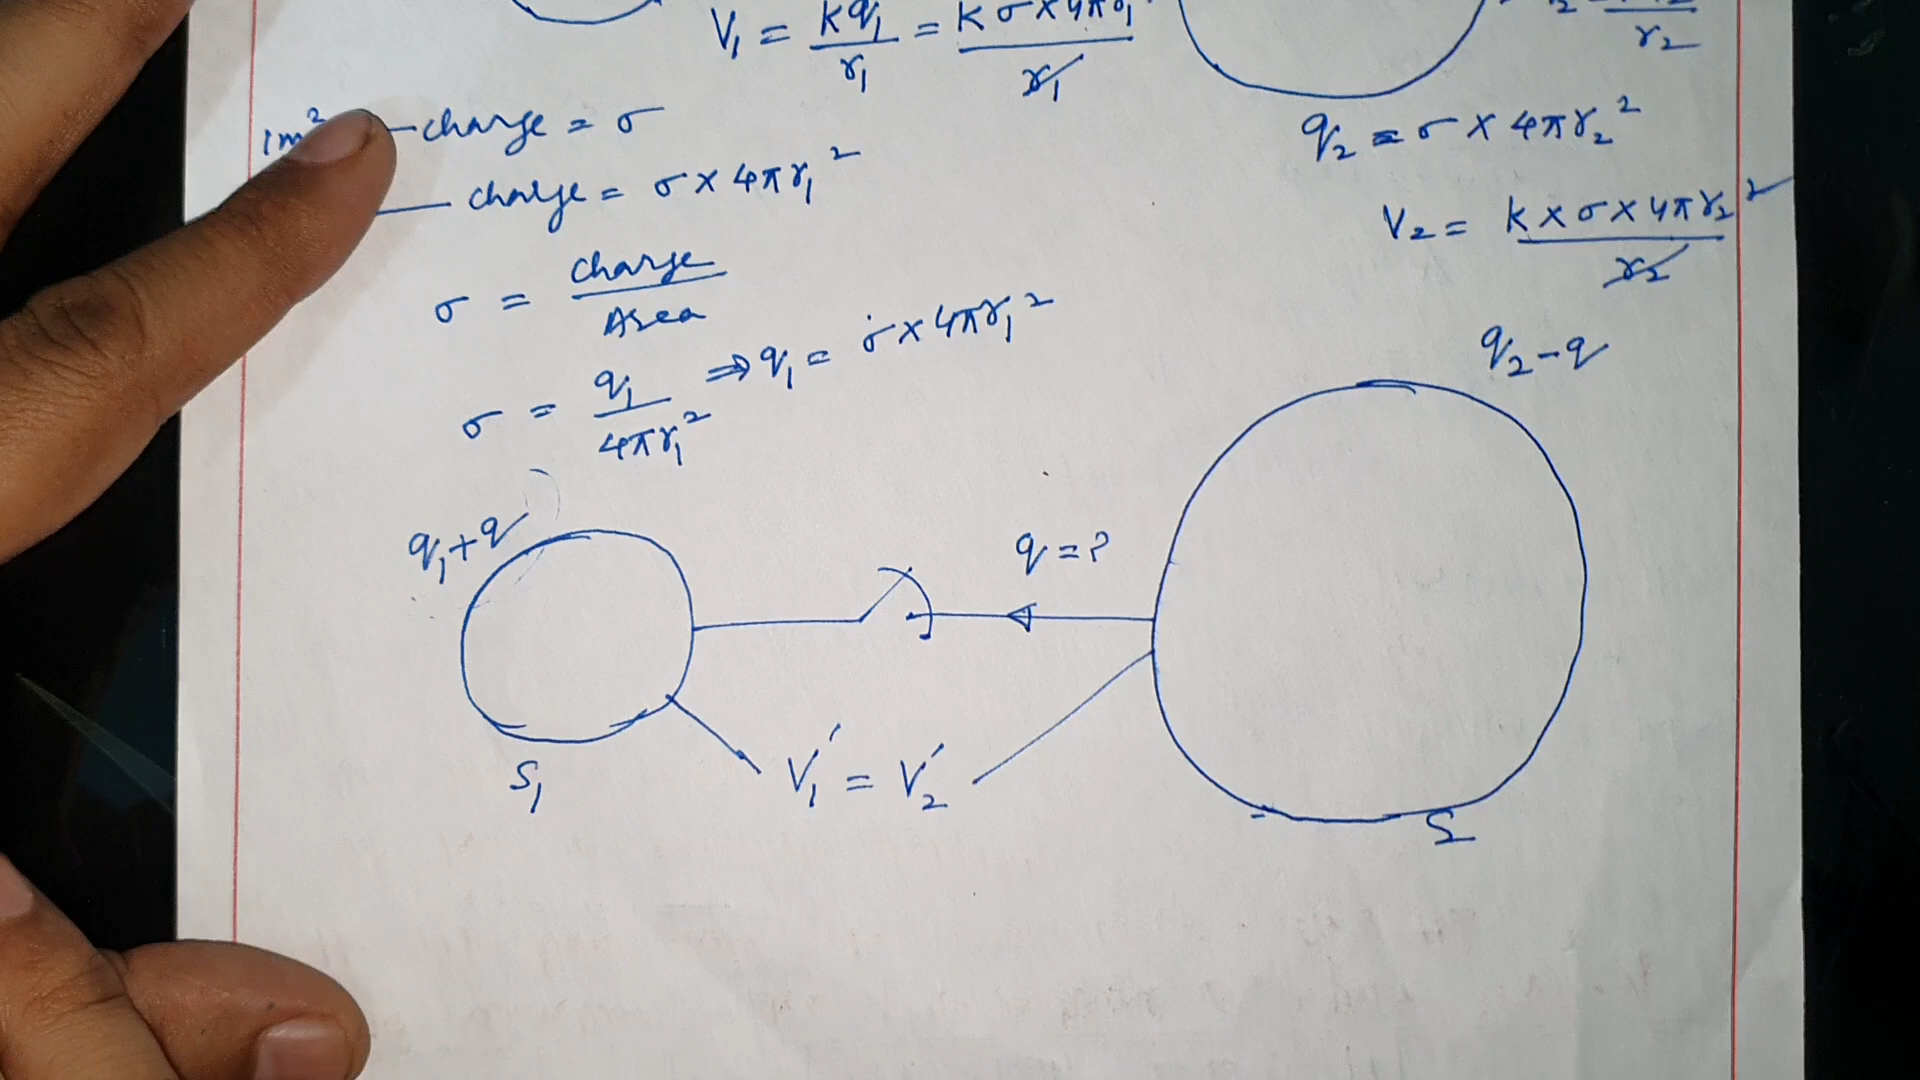 V₁ = Kq₁/r₁ = Kσ×4πr₁²/r₁
r₂
1m² — charge = σ
q₂ = σ × 4πr₂²
— charge = σ × 4πr₁²
V₂ = K×σ×4πr₂²/r₂
σ = charge/Area
σ = q₁/4πr₁² ⇒ q₁ = σ×4πr₁²
q₂-q
q₁+q
q = ?
V₁′ = V₂′
S₁
S₂